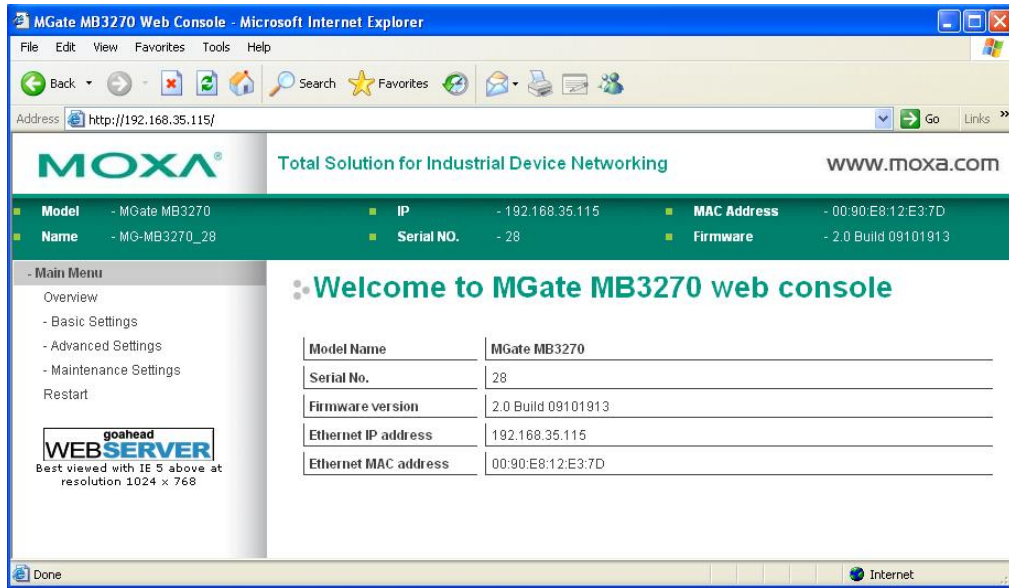 MGate MB3270 Web Console - Microsoft Internet Explorer
File Edit View Favorites Tools Help
Back Search Favorites
Address http://192.168.35.115/ Go Links »
MOXA® Total Solution for Industrial Device Networking www.moxa.com
Model - MGate MB3270 IP - 192.168.35.115 MAC Address - 00:90:E8:12:E3:7D
Name - MG-MB3270_28 Serial NO. - 28 Firmware - 2.0 Build 09101913
- Main Menu
Overview
- Basic Settings
- Advanced Settings
- Maintenance Settings
Restart
goahead
WEBSERVER
Best viewed with IE 5 above at
resolution 1024 x 768
Welcome to MGate MB3270 web console
Model Name MGate MB3270
Serial No. 28
Firmware version 2.0 Build 09101913
Ethernet IP address 192.168.35.115
Ethernet MAC address 00:90:E8:12:E3:7D
Done Internet